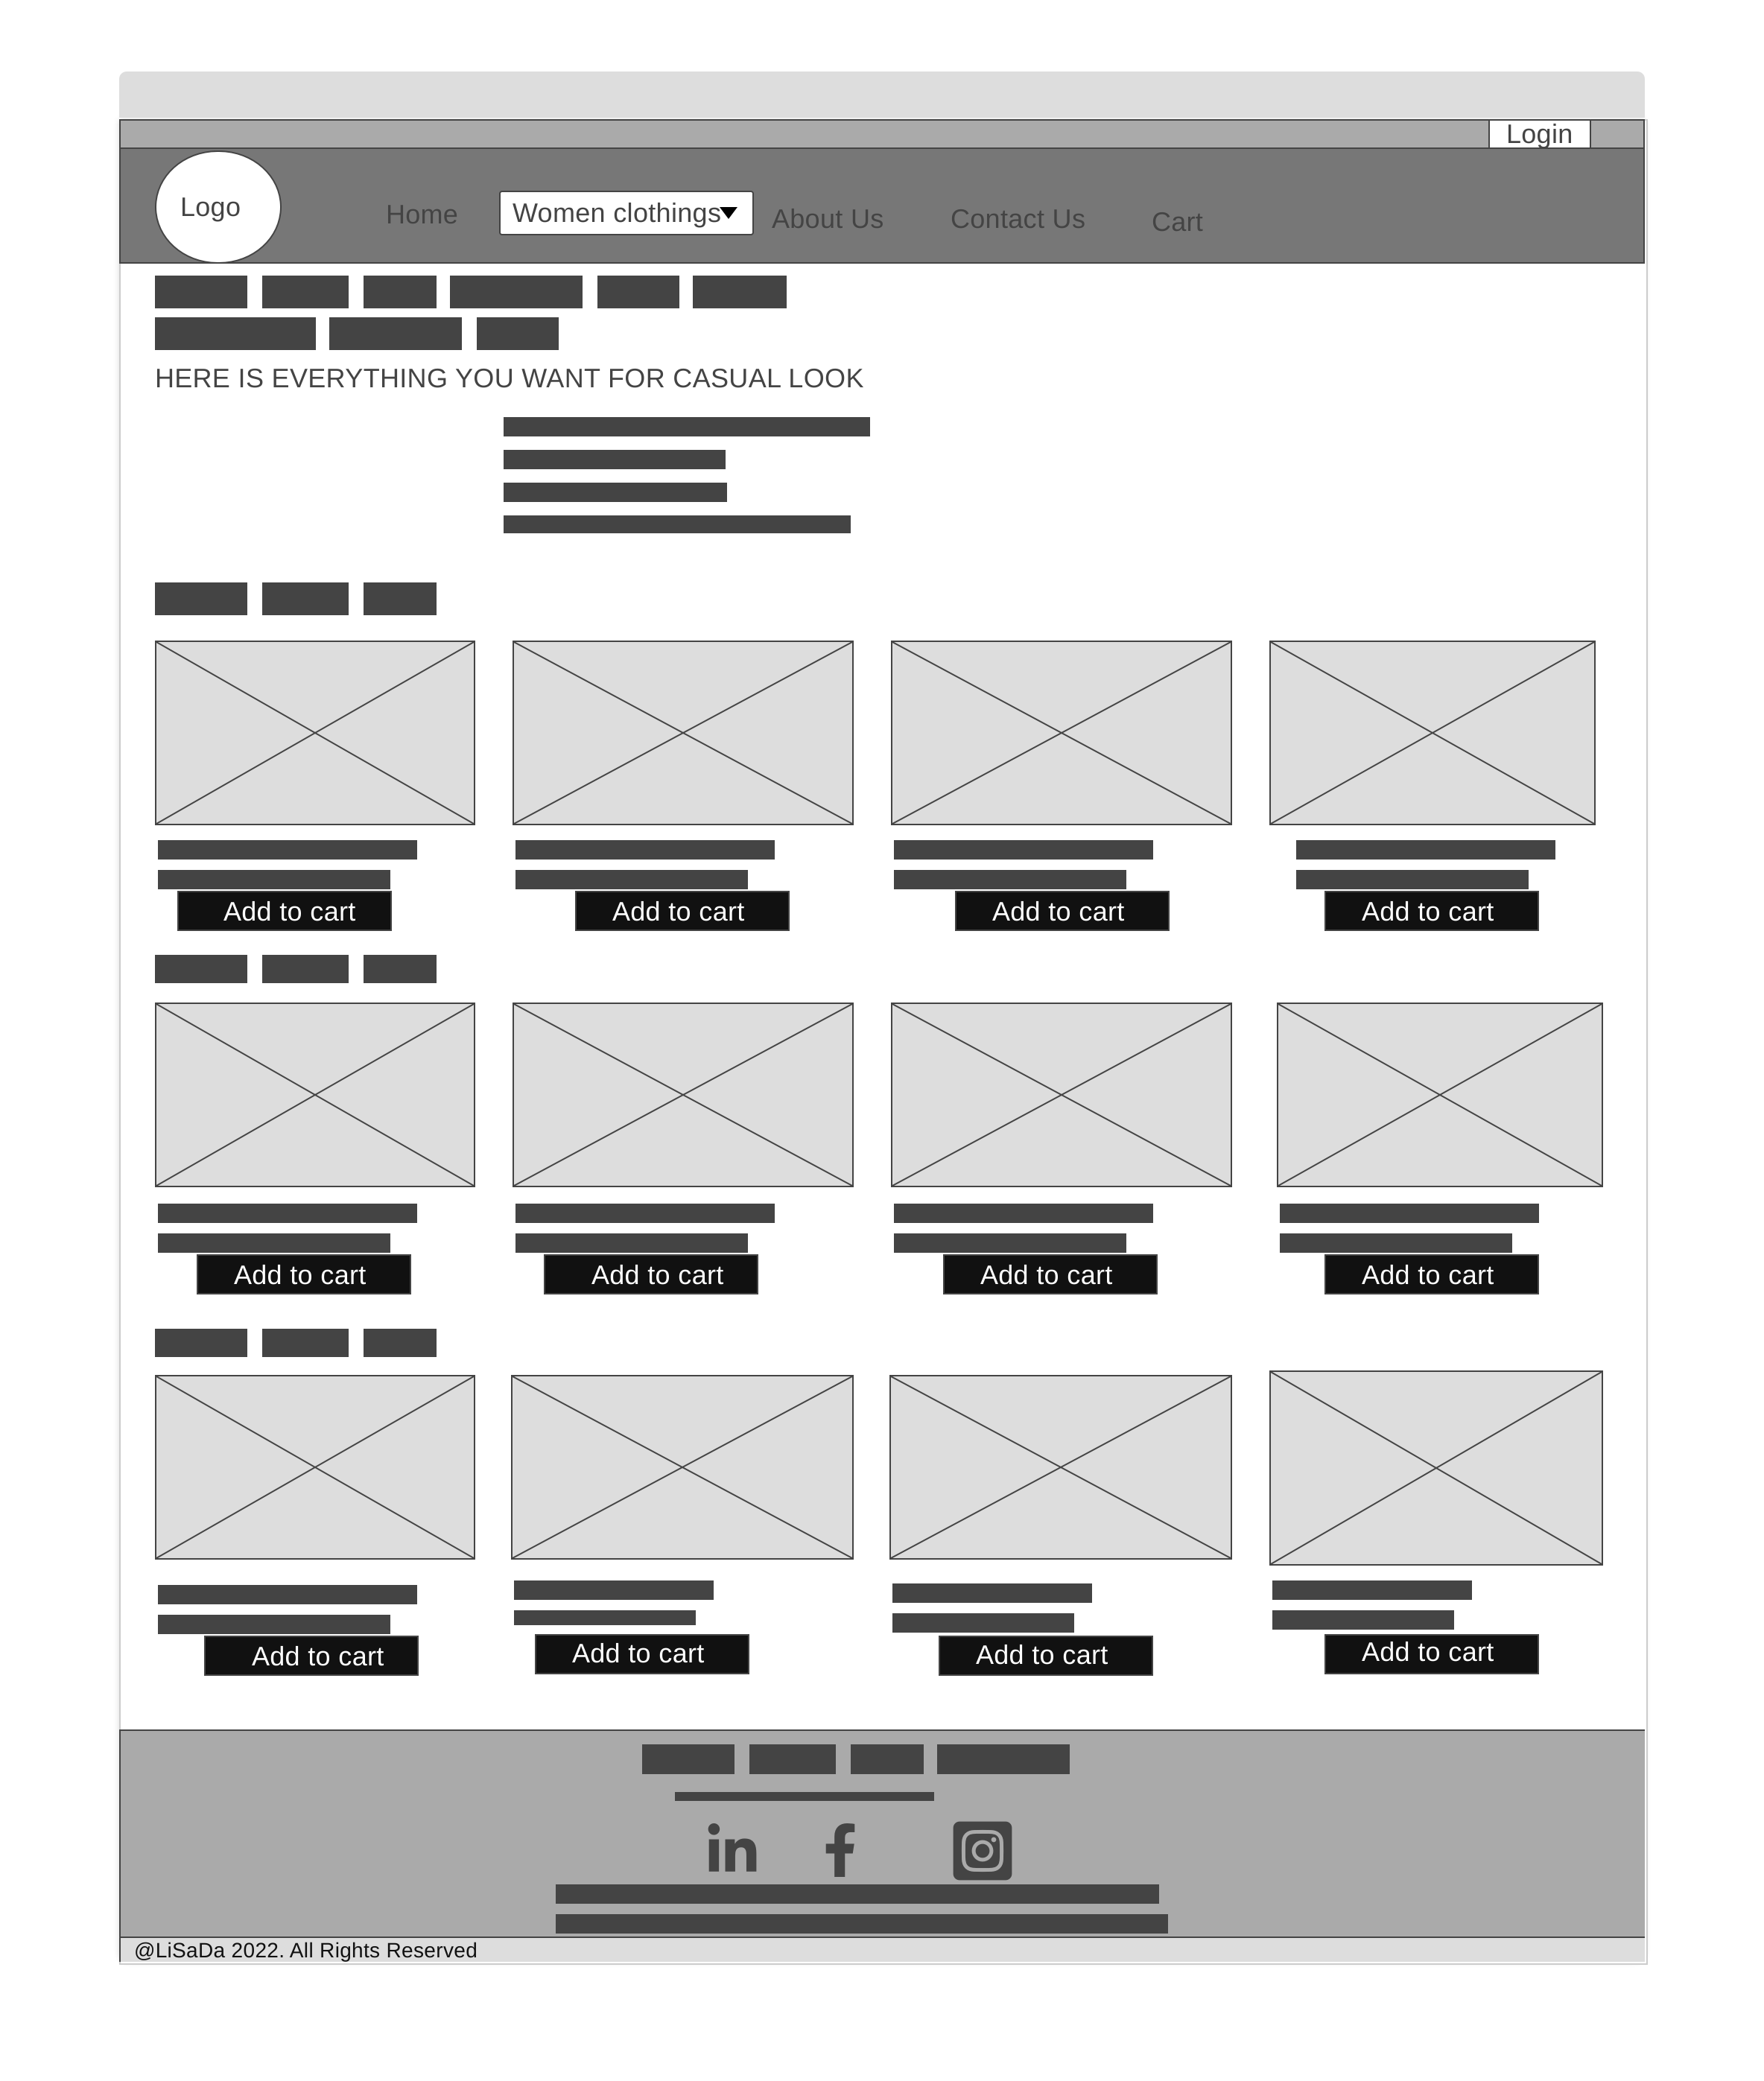 Login
Logo
Home
Women clothings
About Us
Contact Us
Cart
HERE IS EVERYTHING YOU WANT FOR CASUAL LOOK
Add to cart
Add to cart
Add to cart
Add to cart
Add to cart
Add to cart
Add to cart
Add to cart
Add to cart
Add to cart
Add to cart
Add to cart
@LiSaDa 2022. All Rights Reserved